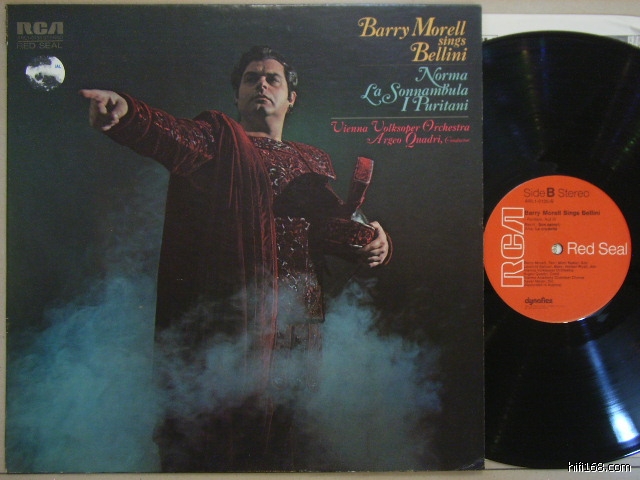 RCA
RED SEAL
Barry Morell
sings
Bellini
Norma
La Sonnambula
I Puritani
Vienna Volksoper Orchestra
Argeo Quadri, Conductor
Side B Stereo
Barry Morell Sings Bellini
RCA
Red Seal
dynaflex
hifi168.com